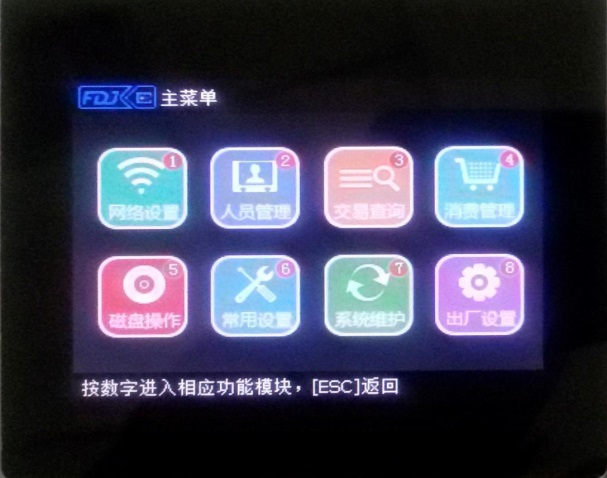 FDJKE 主菜单
1 2 3 4
网络设置 人员管理 交易查询 消费管理
5 6 7 8
磁盘操作 常用设置 系统维护 出厂设置
按数字进入相应功能模块，[ESC]返回